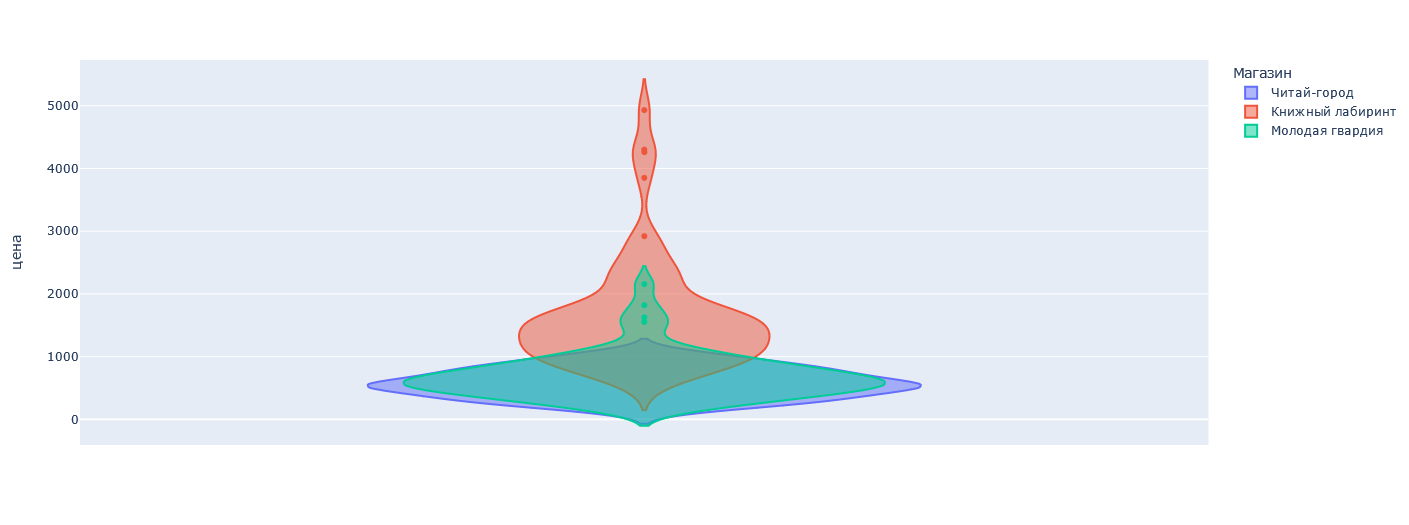 Магазин
Читай-город
Книжный лабиринт
Молодая гвардия
5000
4000
3000
2000
1000
0
цена